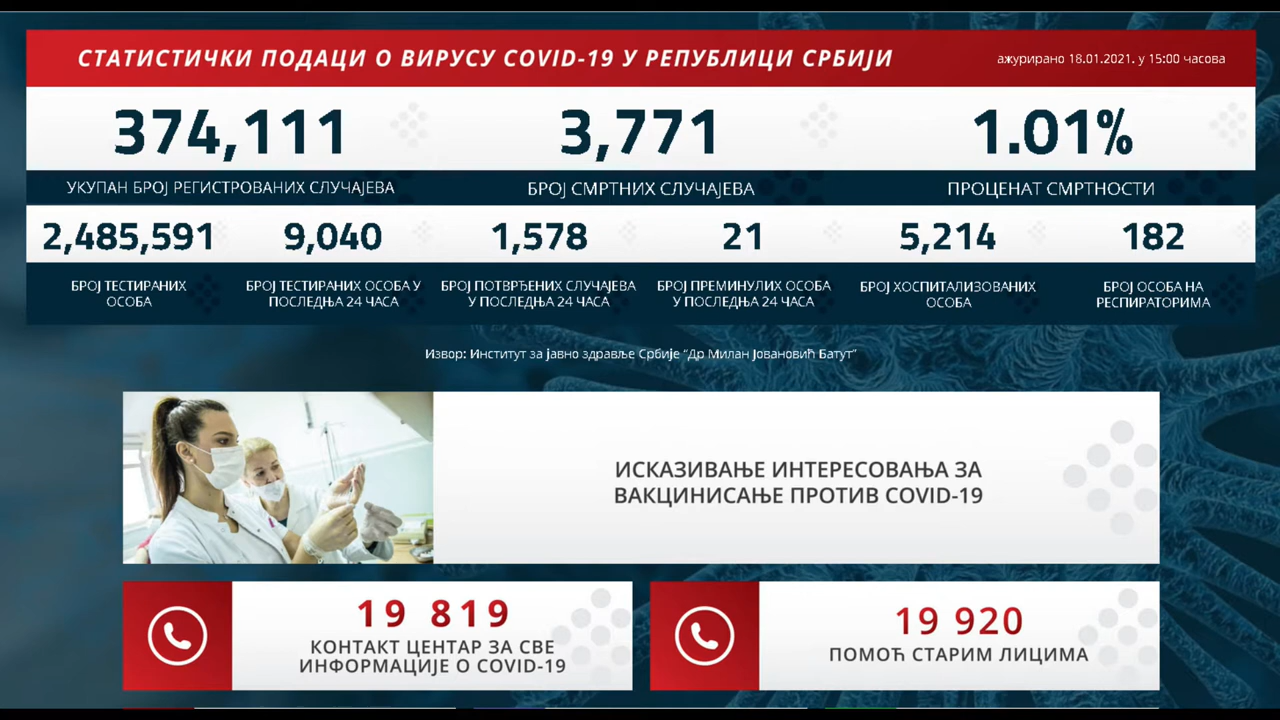 СТАТИСТИЧКИ ПОДАЦИ О ВИРУСУ COVID-19 У РЕПУБЛИЦИ СРБИЈИ
ажурирано 18.01.2021. у 15:00 часова
374,111
3,771
1.01%
УКУПАН БРОЈ РЕГИСТРОВАНИХ СЛУЧАЈЕВА
БРОЈ СМРТНИХ СЛУЧАЈЕВА
ПРОЦЕНАТ СМРТНОСТИ
2,485,591
9,040
1,578
21
5,214
182
БРОЈ ТЕСТИРАНИХ
ОСОБА
БРОЈ ТЕСТИРАНИХ ОСОБА У
ПОСЛЕДЊА 24 ЧАСА
БРОЈ ПОТВРЂЕНИХ СЛУЧАЈЕВА
У ПОСЛЕДЊА 24 ЧАСА
БРОЈ ПРЕМИНУЛИХ ОСОБА
У ПОСЛЕДЊА 24 ЧАСА
БРОЈ ХОСПИТАЛИЗОВАНИХ
ОСОБА
БРОЈ ОСОБА НА
РЕСПИРАТОРИМА
Извор: Институт за јавно здравље Србије “Др Милан Јовановић Батут”
ИСКАЗИВАЊЕ ИНТЕРЕСОВАЊА ЗА
ВАКЦИНИСАЊЕ ПРОТИВ COVID-19
19 819
КОНТАКТ ЦЕНТАР ЗА СВЕ
ИНФОРМАЦИЈЕ О COVID-19
19 920
ПОМОЋ СТАРИМ ЛИЦИМА